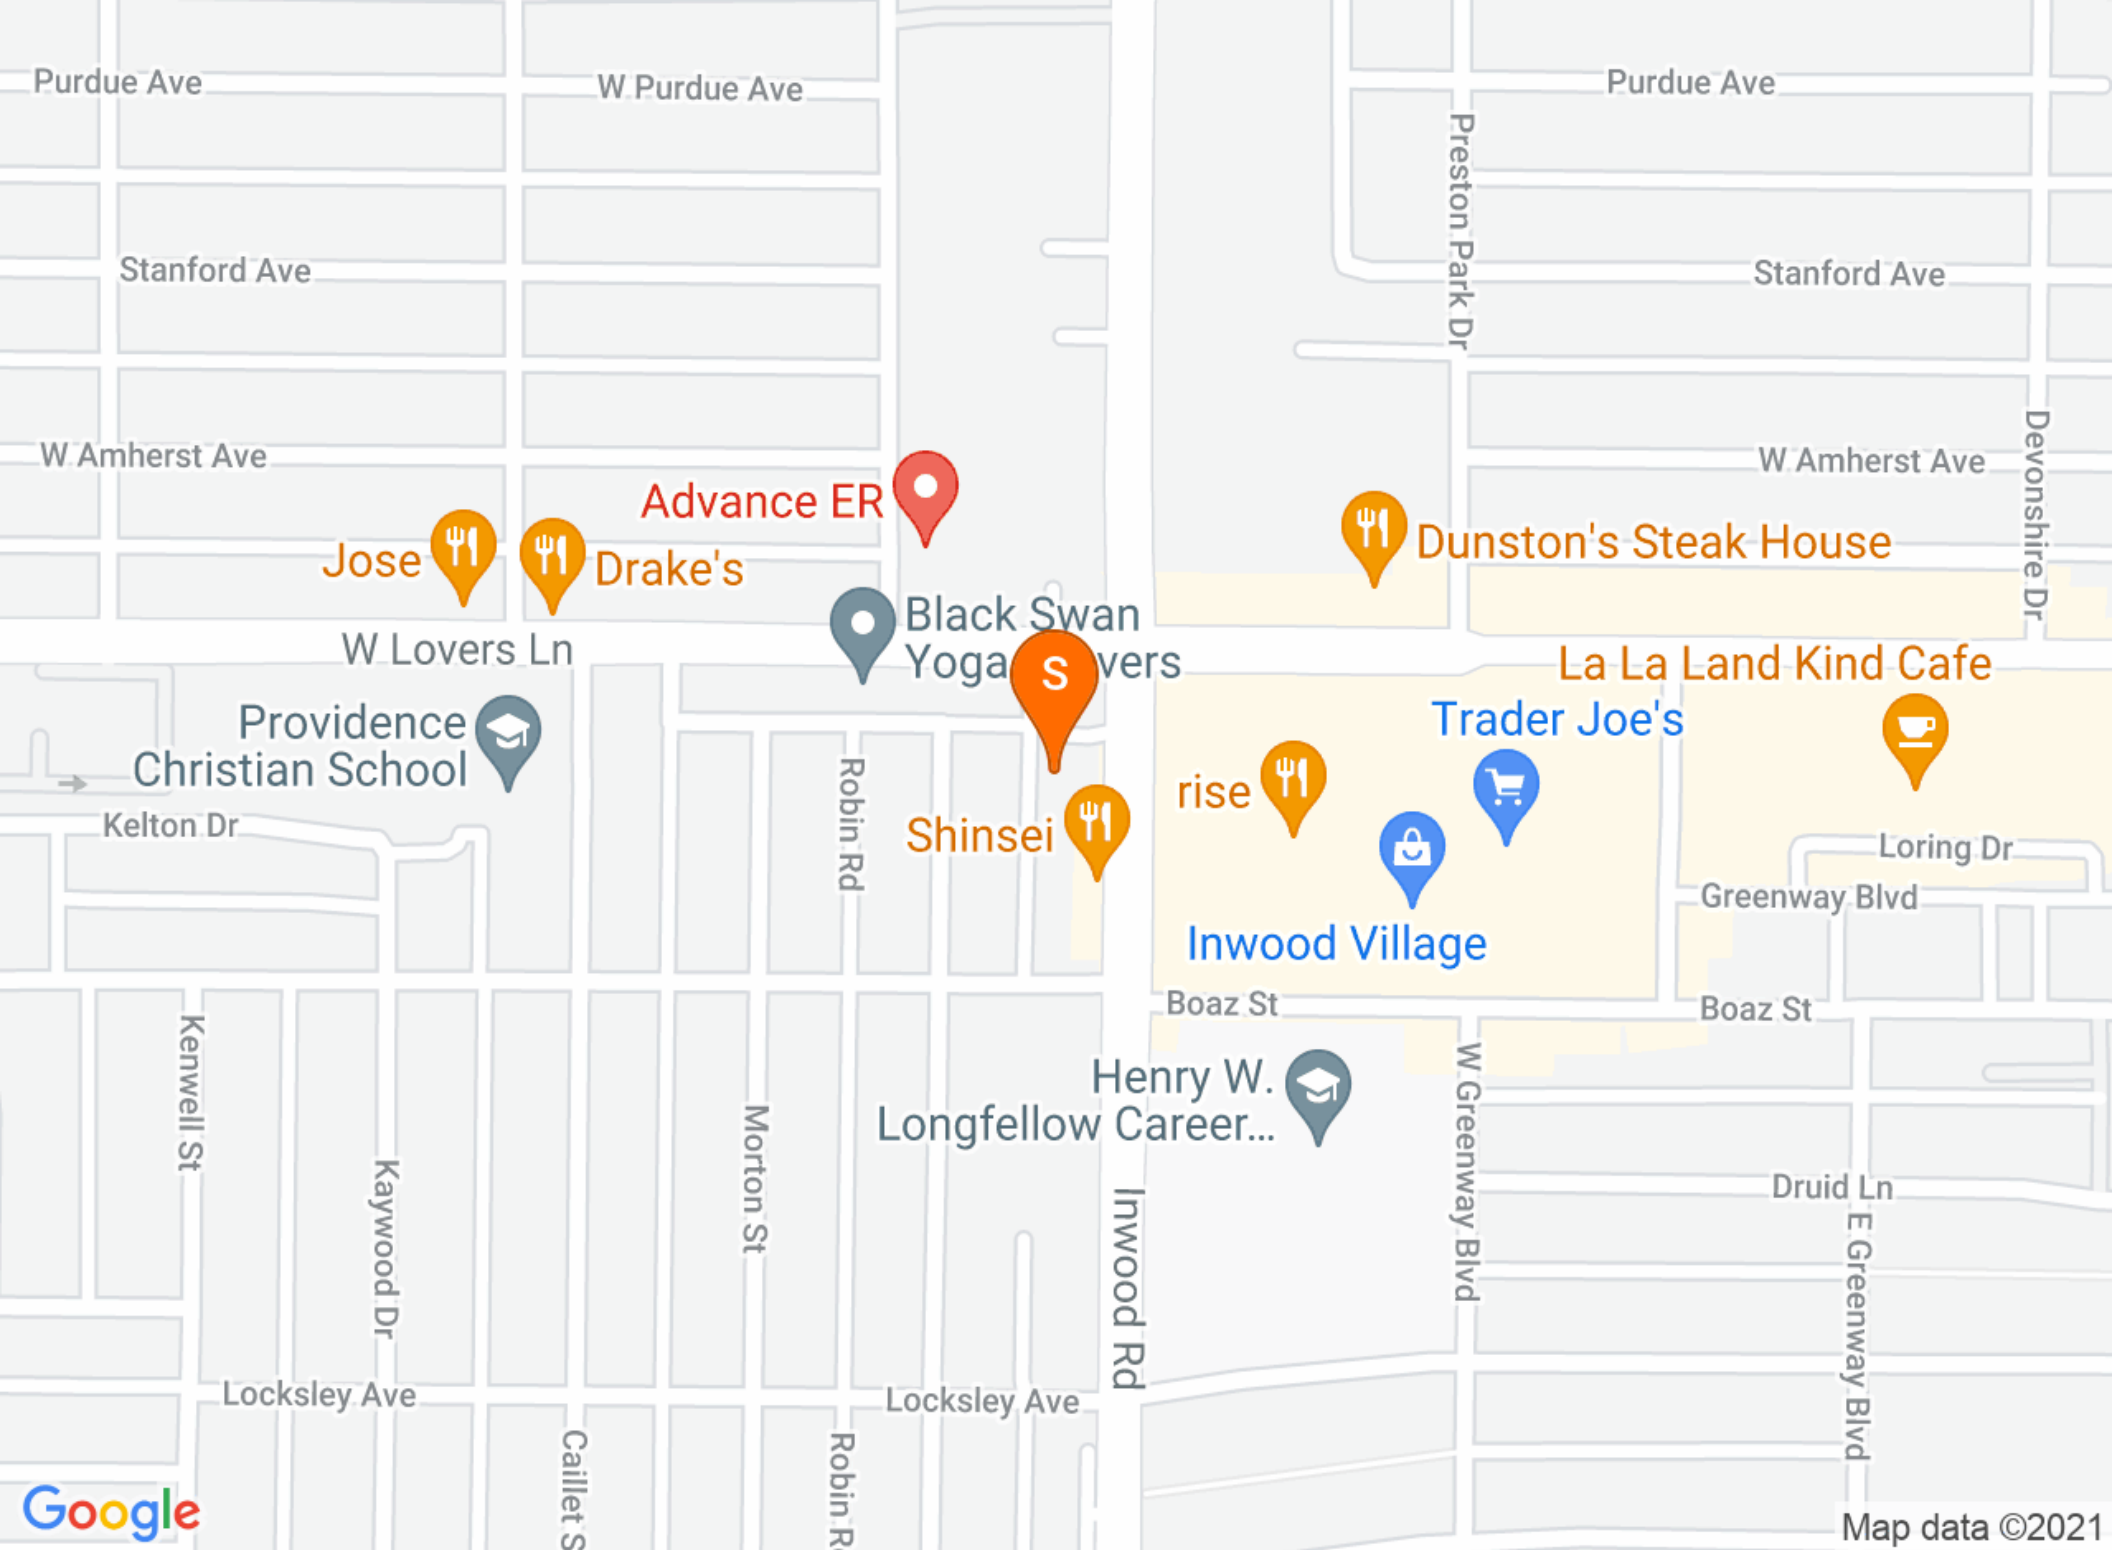 Purdue Ave
W Purdue Ave
Purdue Ave
Preston Park Dr
Stanford Ave
Stanford Ave
W Amherst Ave
W Amherst Ave
Devonshire Dr
Advance ER
Jose
Drake's
Dunston's Steak House
Black Swan
Yoga
vers
S
W Lovers Ln
La La Land Kind Cafe
Trader Joe's
Providence
Christian School
rise
Shinsei
Robin Rd
Kelton Dr
Loring Dr
Greenway Blvd
Inwood Village
Boaz St
Boaz St
Kenwell St
Henry W.
Longfellow Career...
W Greenway Blvd
Morton St
Kaywood Dr
Inwood Rd
Druid Ln
E Greenway Blvd
Locksley Ave
Locksley Ave
Caillet S
Robin R
Google
Map data ©2021